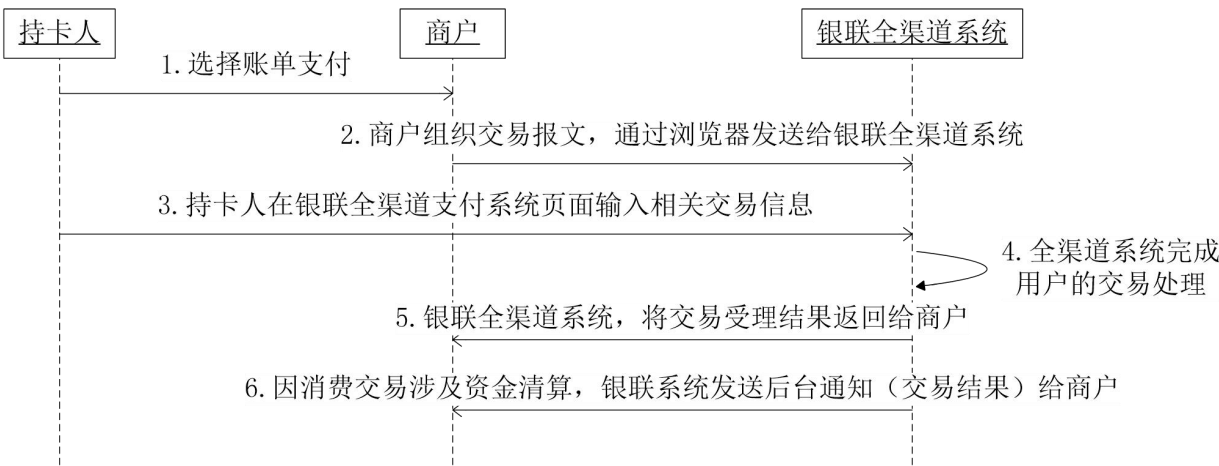 持卡人
商户
银联全渠道系统
1.选择账单支付
2.商户组织交易报文，通过浏览器发送给银联全渠道系统
3.持卡人在银联全渠道支付系统页面输入相关交易信息
4.全渠道系统完成
用户的交易处理
5.银联全渠道系统，将交易受理结果返回给商户
6.因消费交易涉及资金清算，银联系统发送后台通知（交易结果）给商户